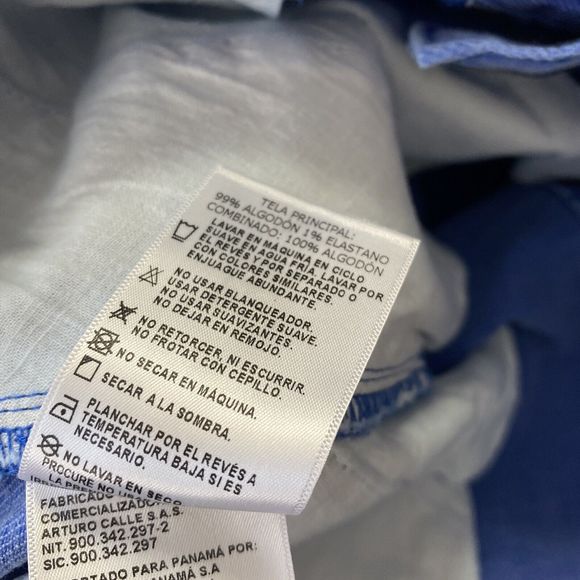 TELA PRINCIPAL:
99% ALGODÓN 1% ELASTANO
COMBINADO: 100% ALGODÓN
LAVAR EN MÁQUINA EN CICLO
SUAVE EN AGUA FRÍA. LAVAR POR
EL REVÉS Y POR SEPARADO O
CON COLORES SIMILARES.
ENJUAGUE ABUNDANTE.
NO USAR BLANQUEADOR.
USAR DETERGENTE SUAVE.
NO USAR SUAVIZANTES.
NO DEJAR EN REMOJO.
NO RETORCER, NI ESCURRIR.
NO FROTAR CON CEPILLO.
NO SECAR EN MÁQUINA.
SECAR A LA SOMBRA.
PLANCHAR POR EL REVÉS A
TEMPERATURA BAJA SI ES
NECESARIO.
NO LAVAR EN SECO
PROCURE NO
FABRICADO
COMERCIALIZADO
ARTURO CALLE S.A.S.
NIT. 900.342.297-2
SIC. 900.342.297
PARA PANAMÁ POR:
PANAMÁ S.A